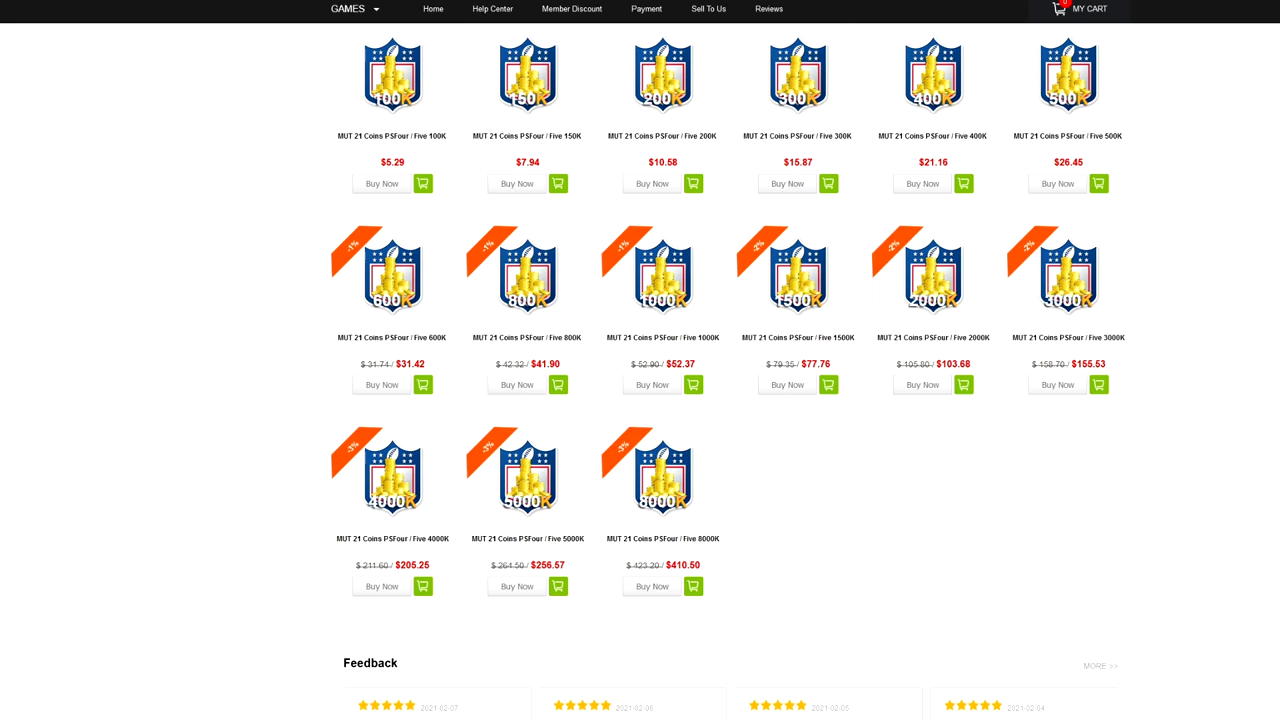 GAMES Home Help Center Member Discount Payment Sell To Us Reviews 0 MY CART
100K 150K 200K 300K 400K 500K
MUT 21 Coins PSFour / Five 100K MUT 21 Coins PSFour / Five 150K MUT 21 Coins PSFour / Five 200K MUT 21 Coins PSFour / Five 300K MUT 21 Coins PSFour / Five 400K MUT 21 Coins PSFour / Five 500K
$5.29 $7.94 $10.58 $15.87 $21.16 $26.45
Buy Now Buy Now Buy Now Buy Now Buy Now Buy Now
-1% -1% -1% -2% -2% -2%
600K 800K 1000K 1500K 2000K 3000K
MUT 21 Coins PSFour / Five 600K MUT 21 Coins PSFour / Five 800K MUT 21 Coins PSFour / Five 1000K MUT 21 Coins PSFour / Five 1500K MUT 21 Coins PSFour / Five 2000K MUT 21 Coins PSFour / Five 3000K
$ 31.74 / $31.42 $ 42.32 / $41.90 $ 52.90 / $52.37 $ 79.35 / $77.76 $ 105.80 / $103.68 $ 158.70 / $155.53
Buy Now Buy Now Buy Now Buy Now Buy Now Buy Now
-3% -3% -3%
4000K 5000K 8000K
MUT 21 Coins PSFour / Five 4000K MUT 21 Coins PSFour / Five 5000K MUT 21 Coins PSFour / Five 8000K
$ 211.60 / $205.25 $ 264.50 / $256.57 $ 423.20 / $410.50
Buy Now Buy Now Buy Now
Feedback MORE >>
2021-02-07 2021-02-06 2021-02-05 2021-02-04